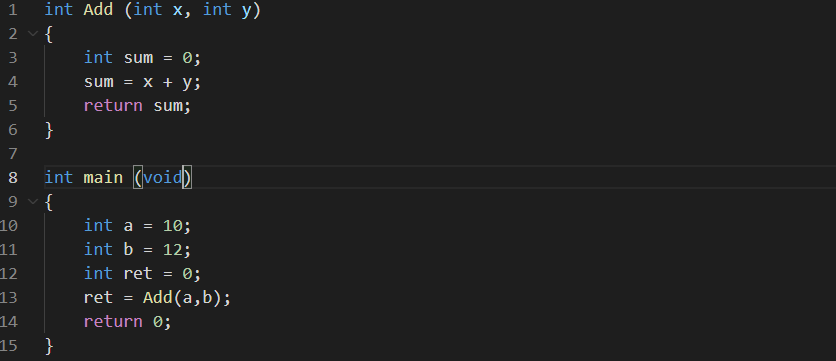 1 int Add (int x, int y)
2 {
3     int sum = 0;
4     sum = x + y;
5     return sum;
6 }
7
8 int main (void)
9 {
10     int a = 10;
11     int b = 12;
12     int ret = 0;
13     ret = Add(a,b);
14     return 0;
15 }